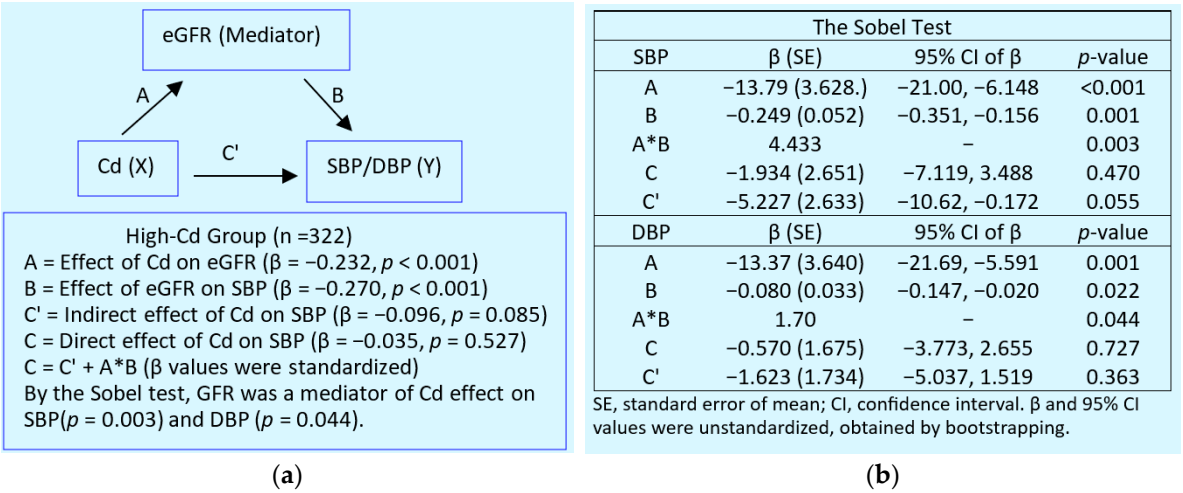 eGFR (Mediator)
A
B
C'
Cd (X)
SBP/DBP (Y)
High-Cd Group (n =322)
A = Effect of Cd on eGFR (β = −0.232, p < 0.001)
B = Effect of eGFR on SBP (β = −0.270, p < 0.001)
C' = Indirect effect of Cd on SBP (β = −0.096, p = 0.085)
C = Direct effect of Cd on SBP (β = −0.035, p = 0.527)
C = C' + A*B (β values were standardized)
By the Sobel test, GFR was a mediator of Cd effect on
SBP(p = 0.003) and DBP (p = 0.044).
(a)
The Sobel Test
SBP β (SE) 95% CI of β p-value
A −13.79 (3.628.) −21.00, −6.148 <0.001
B −0.249 (0.052) −0.351, −0.156 0.001
A*B 4.433 − 0.003
C −1.934 (2.651) −7.119, 3.488 0.470
C' −5.227 (2.633) −10.62, −0.172 0.055
DBP β (SE) 95% CI of β p-value
A −13.37 (3.640) −21.69, −5.591 0.001
B −0.080 (0.033) −0.147, −0.020 0.022
A*B 1.70 − 0.044
C −0.570 (1.675) −3.773, 2.655 0.727
C' −1.623 (1.734) −5.037, 1.519 0.363
SE, standard error of mean; CI, confidence interval. β and 95% CI
values were unstandardized, obtained by bootstrapping.
(b)